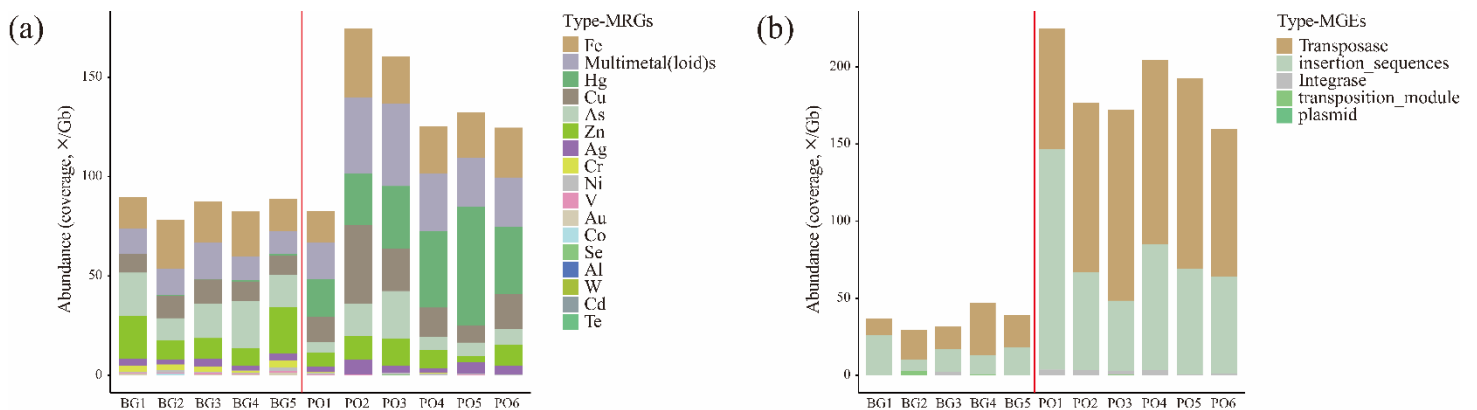 (a)
Type-MRGs
Fe
Multimetal(loid)s
Hg
Cu
As
Zn
Ag
Cr
Ni
V
Au
Co
Se
Al
W
Cd
Te
Abundance (coverage, ×/Gb)
150
100
50
0
BG1 BG2 BG3 BG4 BG5 PO1 PO2 PO3 PO4 PO5 PO6
(b)
Type-MGEs
Transposase
insertion_sequences
Integrase
transposition_module
plasmid
Abundance (coverage, ×/Gb)
200
150
100
50
0
BG1 BG2 BG3 BG4 BG5 PO1 PO2 PO3 PO4 PO5 PO6